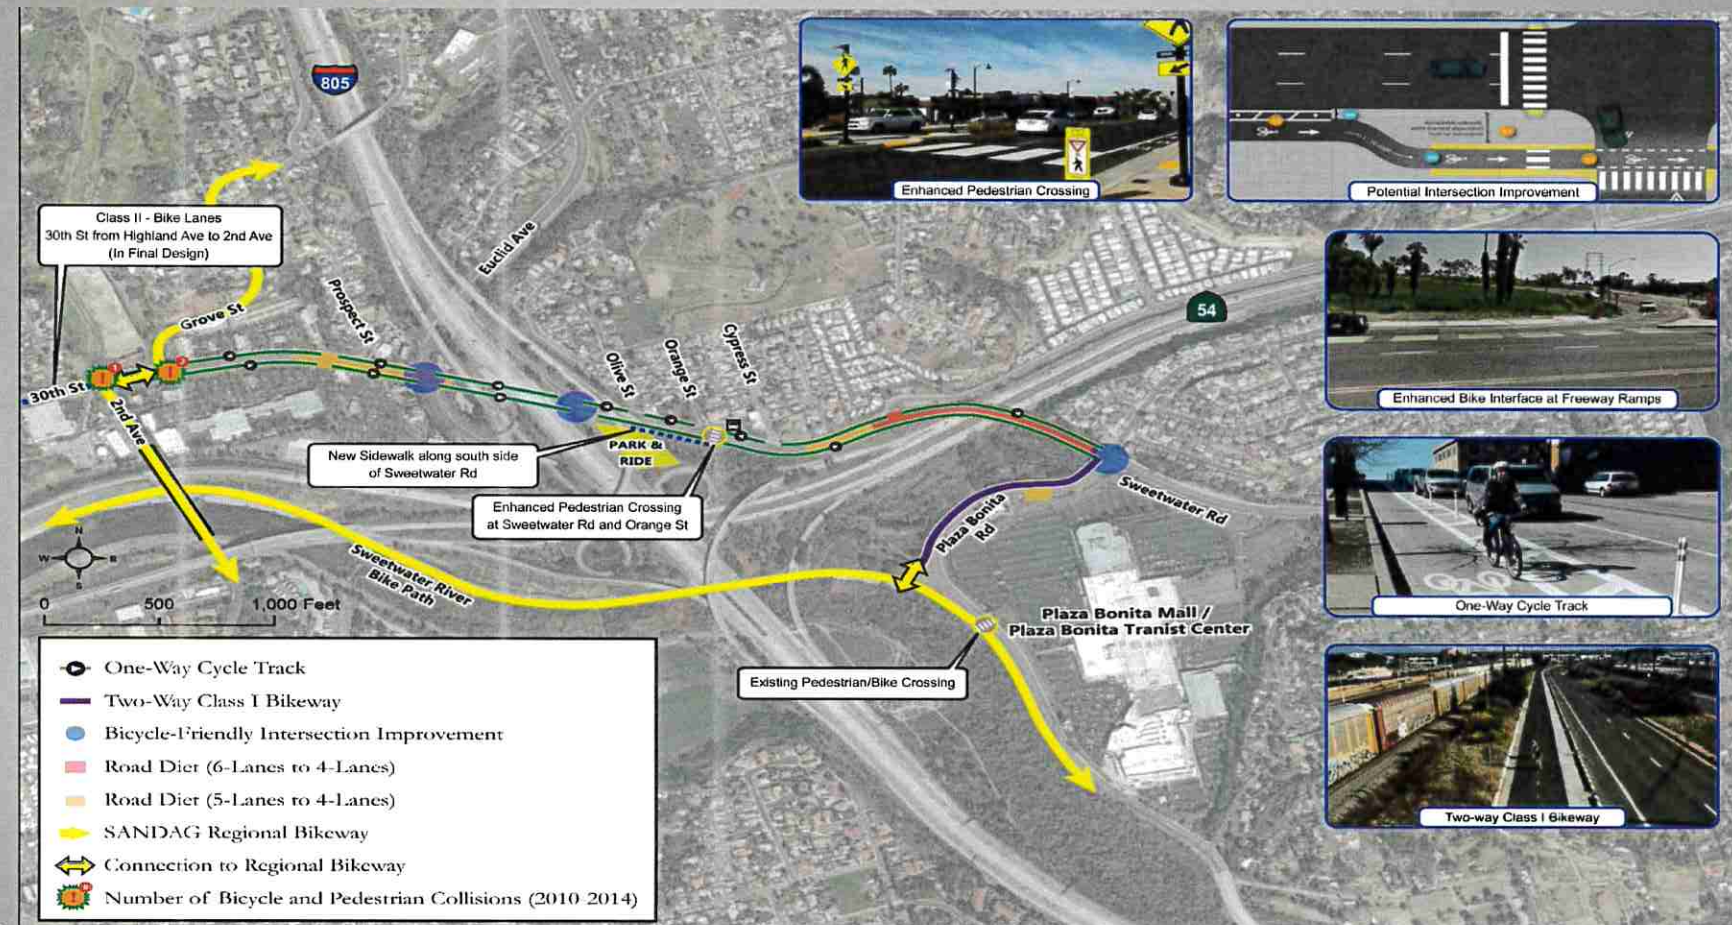 805
Enhanced Pedestrian Crossing
Potential Intersection Improvement
Class II - Bike Lanes
30th St from Highland Ave to 2nd Ave
(In Final Design)
Euclid Ave
Grove St
Prospect St
54
Enhanced Bike Interface at Freeway Ramps
Olive St
Orange St
Cypress St
30th St
2nd Ave
PARK &
RIDE
New Sidewalk along south side
of Sweetwater Rd
Enhanced Pedestrian Crossing
at Sweetwater Rd and Orange St
Sweetwater Rd
Plaza Bonita
Rd
N
W
S
Sweetwater River
Bike Path
0 500 1,000 Feet
One-Way Cycle Track
Plaza Bonita Mall /
Plaza Bonita Tranist Center
Existing Pedestrian/Bike Crossing
Two-way Class I Bikeway
One-Way Cycle Track
Two-Way Class I Bikeway
Bicycle-Friendly Intersection Improvement
Road Diet (6-Lanes to 4-Lanes)
Road Diet (5-Lanes to 4-Lanes)
SANDAG Regional Bikeway
Connection to Regional Bikeway
Number of Bicycle and Pedestrian Collisions (2010-2014)